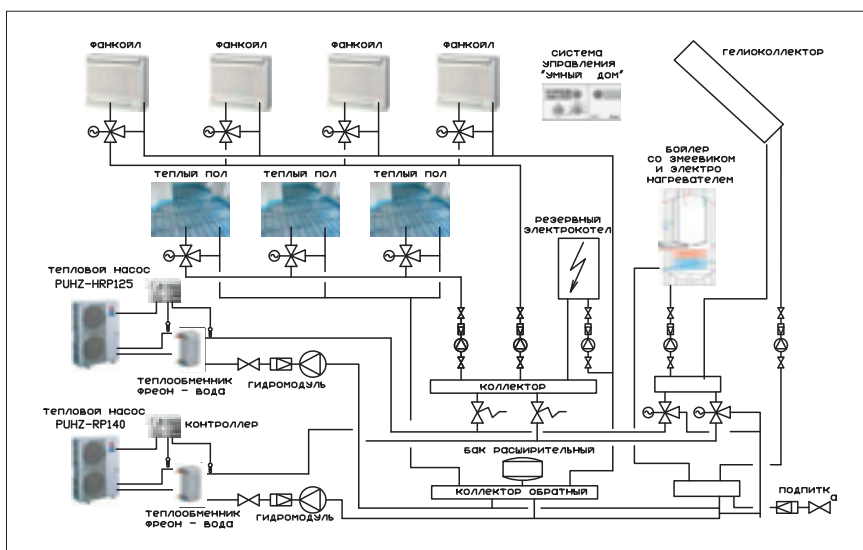 ФАНКОЙЛ
ФАНКОЙЛ
ФАНКОЙЛ
ФАНКОЙЛ
СИСТЕМА
УПРАВЛЕНИЯ
"УМНЫЙ ДОМ"
ГЕЛИОКОЛЛЕКТОР
БОЙЛЕР
СО ЗМЕЕВИКОМ
И ЭЛЕКТРО
НАГРЕВАТЕЛЕМ
ТЕПЛЫЙ ПОЛ
ТЕПЛЫЙ ПОЛ
ТЕПЛЫЙ ПОЛ
РЕЗЕРВНЫЙ
ЭЛЕКТРОКОТЕЛ
ТЕПЛОВОЙ НАСОС
PUHZ-HRP125
ТЕПЛООБМЕННИК
ФРЕОН - ВОДА
ГИДРОМОДУЛЬ
КОЛЛЕКТОР
ТЕПЛОВОЙ НАСОС
PUHZ-RP140
КОНТРОЛЛЕР
БАК РАСШИРИТЕЛЬНЫЙ
КОЛЛЕКТОР ОБРАТНЫЙ
ПОДПИТК
а
ТЕПЛООБМЕННИК
ФРЕОН - ВОДА
ГИДРОМОДУЛЬ